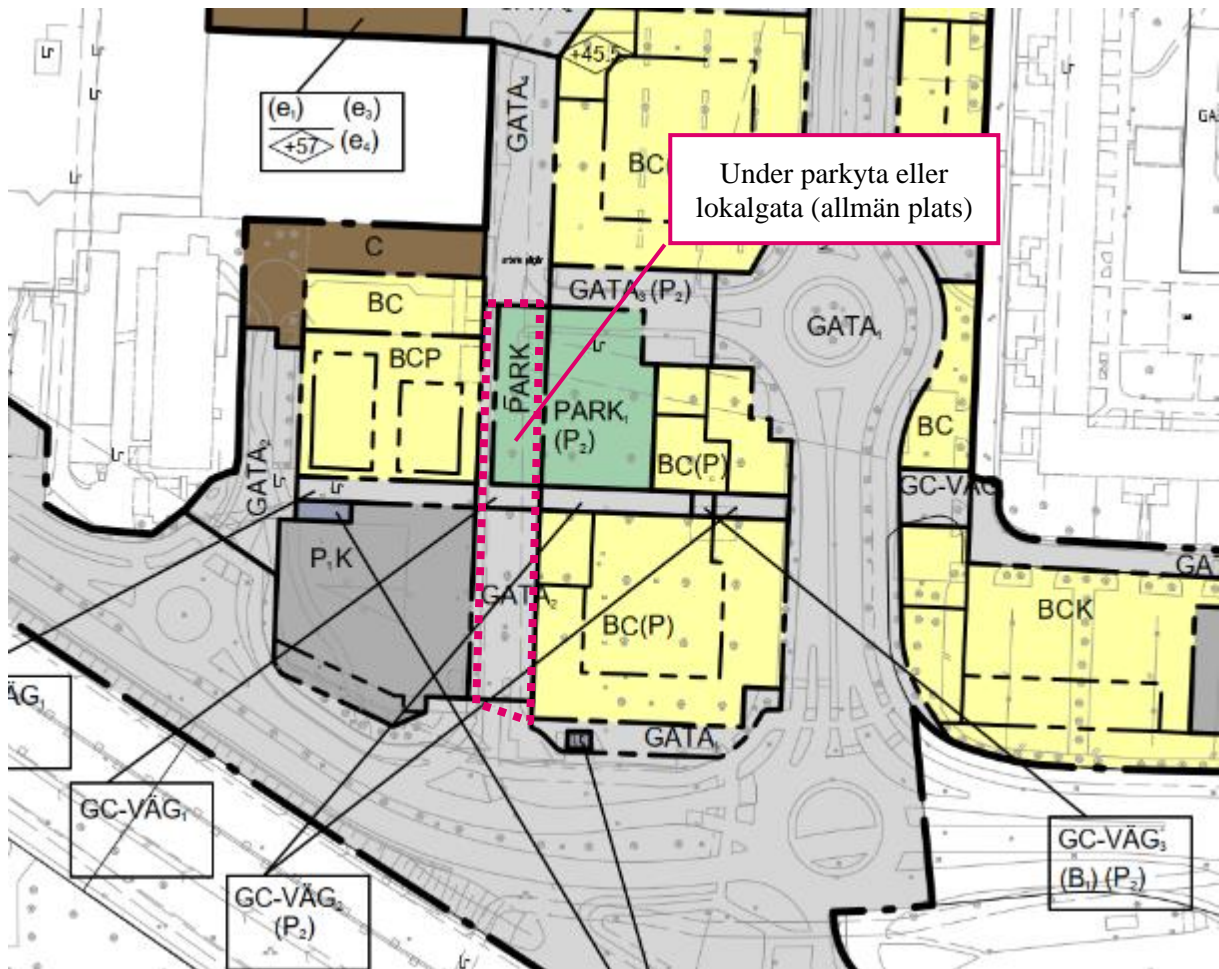 +45.5
GATA₄
(e₁) (e₃)
+57 (e₄)
BC(
Under parkyta eller
lokalgata (allmän plats)
C
GATA₃ (P₂)
BC
GATA₁
BCP
PARK
PARK₁
(P₂)
BC
GATA₂
BC(P)
GC-VÄG
P₁K
GATA₂
BC(P)
GAT
BCK
GATA₁
ÄG₁
GC-VÄG₁
GC-VÄG₂
(P₂)
GC-VÄG₃
(B₁) (P₂)